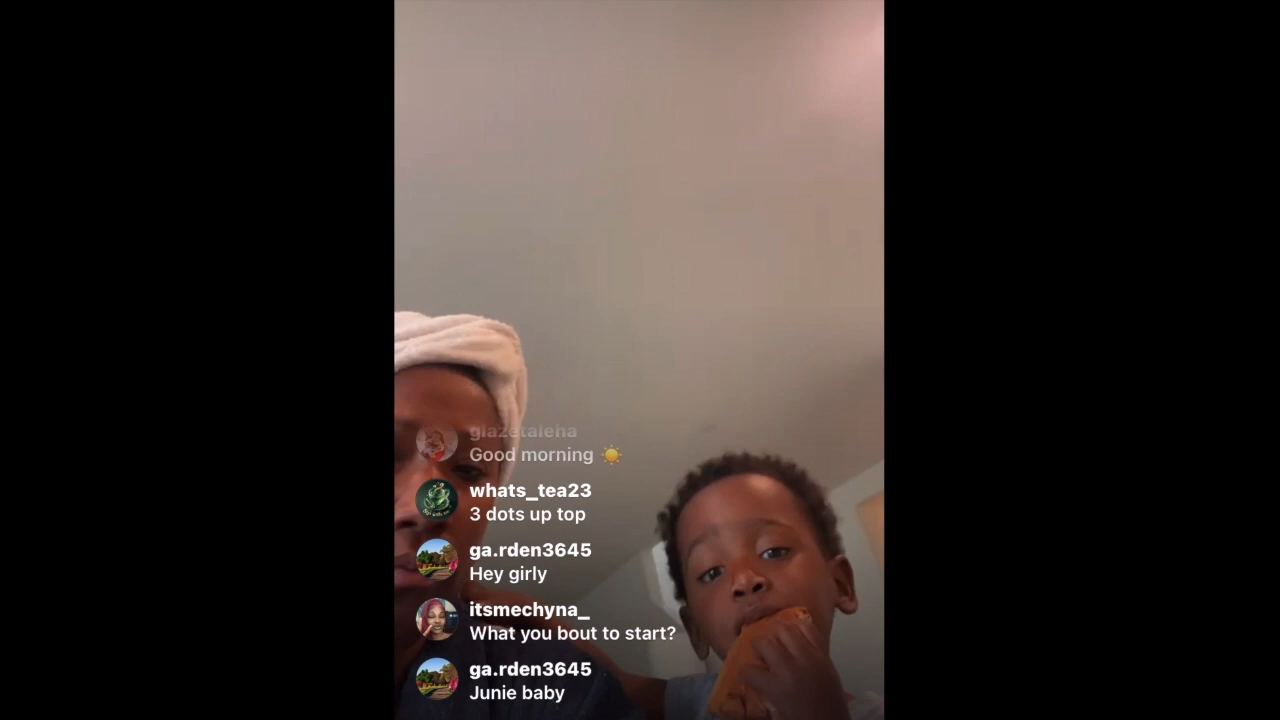 glazetaleha
Good morning ☀️
whats_tea23
3 dots up top
ga.rden3645
Hey girly
itsmechyna_
What you bout to start?
ga.rden3645
Junie baby